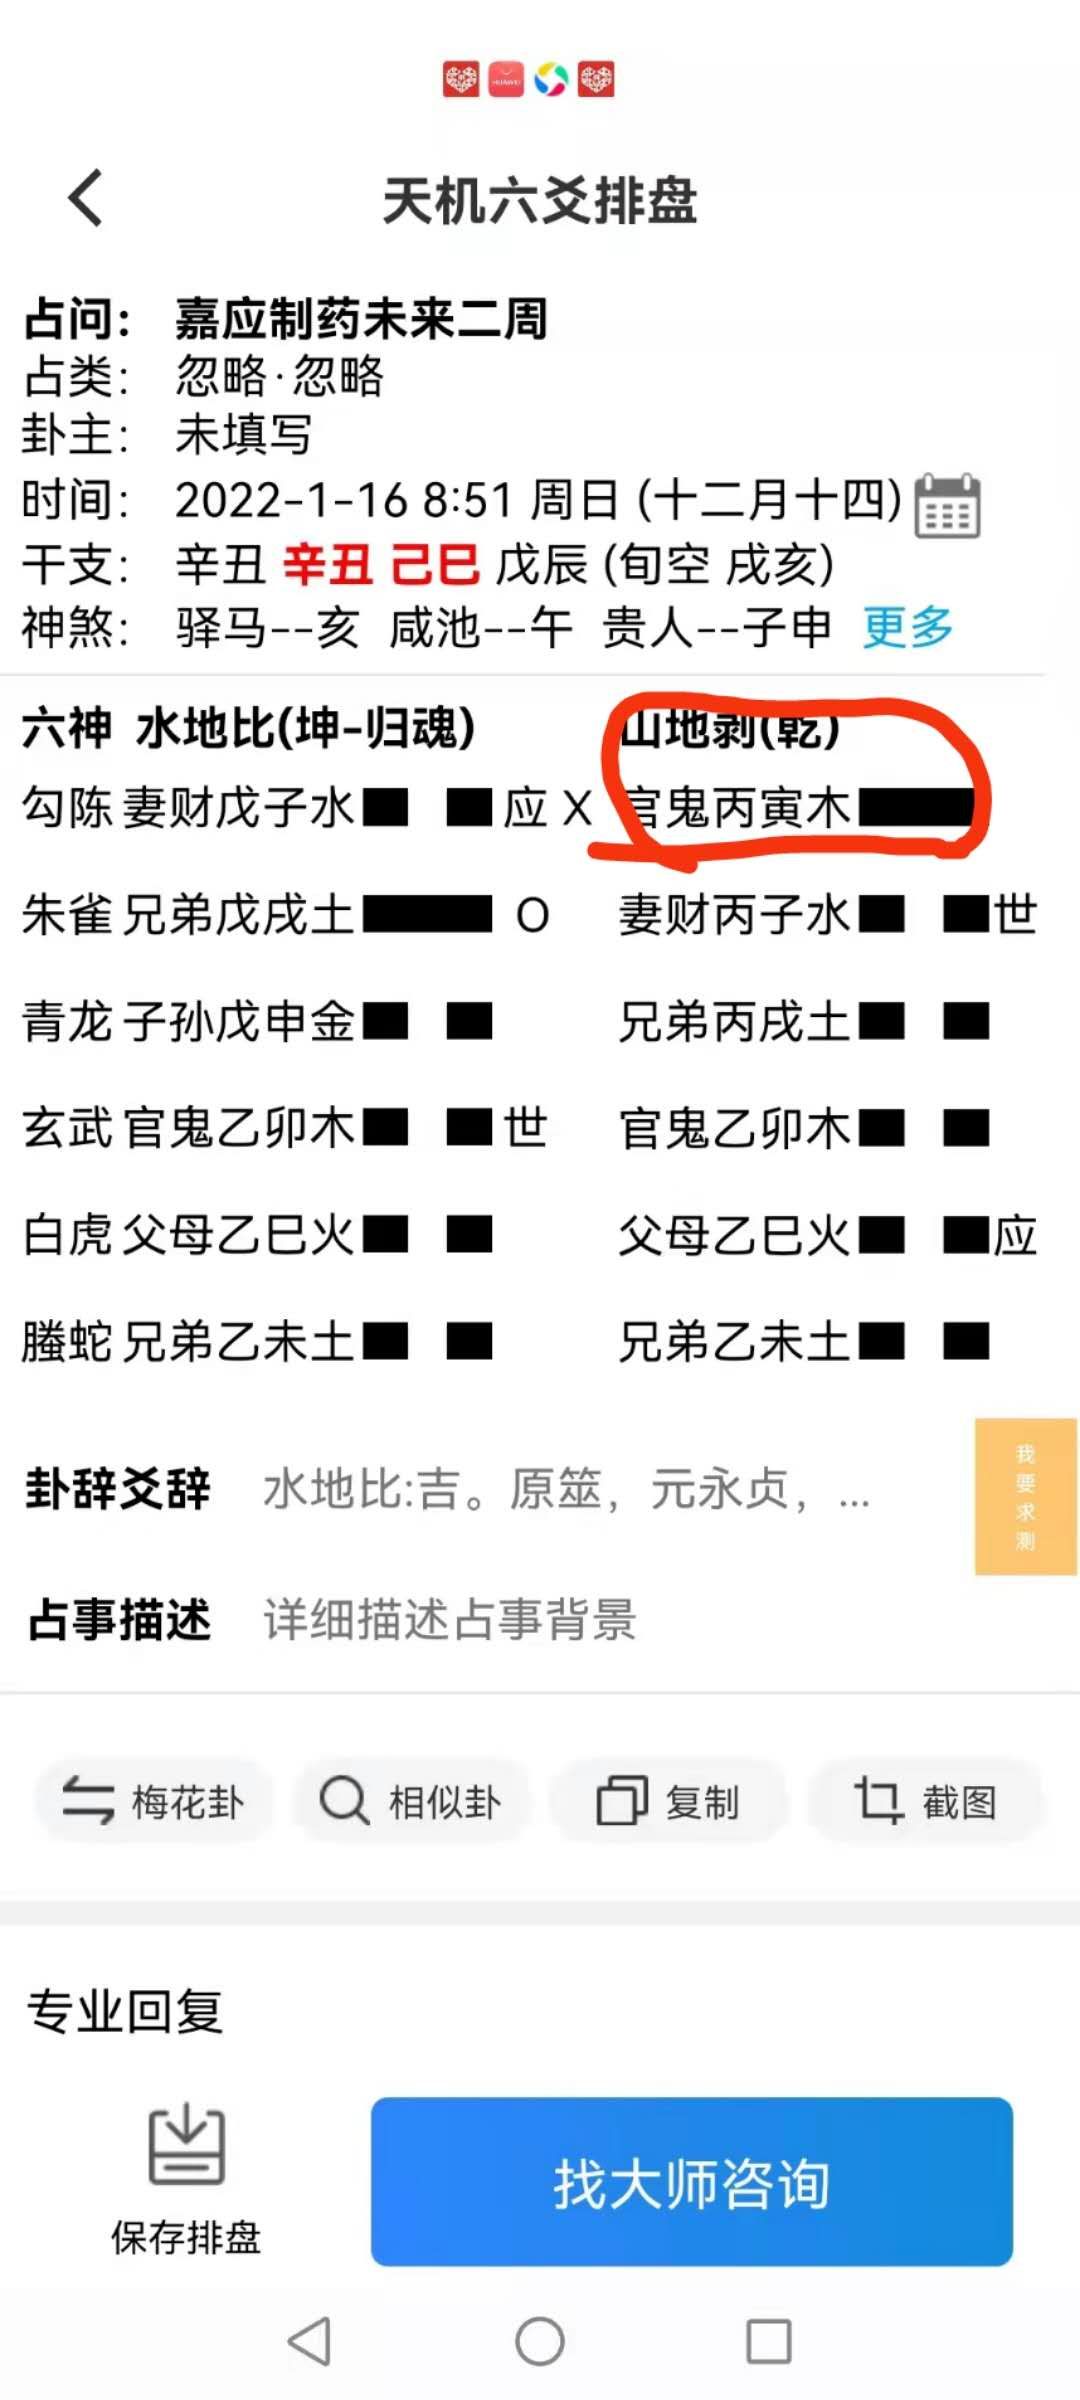 HUAWEI
天机六爻排盘
占问: 嘉应制药未来二周
占类: 忽略·忽略
卦主: 未填写
时间: 2022-1-16 8:51 周日 (十二月十四)
干支: 辛丑 辛丑 己巳 戊辰 (旬空 戌亥)
神煞: 驿马--亥 咸池--午 贵人--子申 更多
六神 水地比(坤-归魂) 山地剥(乾)
勾陈 妻财戊子水 应 X 官鬼丙寅木
朱雀 兄弟戊戌土 O 妻财丙子水 世
青龙 子孙戊申金 兄弟丙戌土
玄武 官鬼乙卯木 世 官鬼乙卯木
白虎 父母乙巳火 父母乙巳火 应
螣蛇 兄弟乙未土 兄弟乙未土
卦辞爻辞 水地比:吉。原筮，元永贞，...
我要求测
占事描述 详细描述占事背景
梅花卦 相似卦 复制 截图
专业回复
保存排盘 找大师咨询